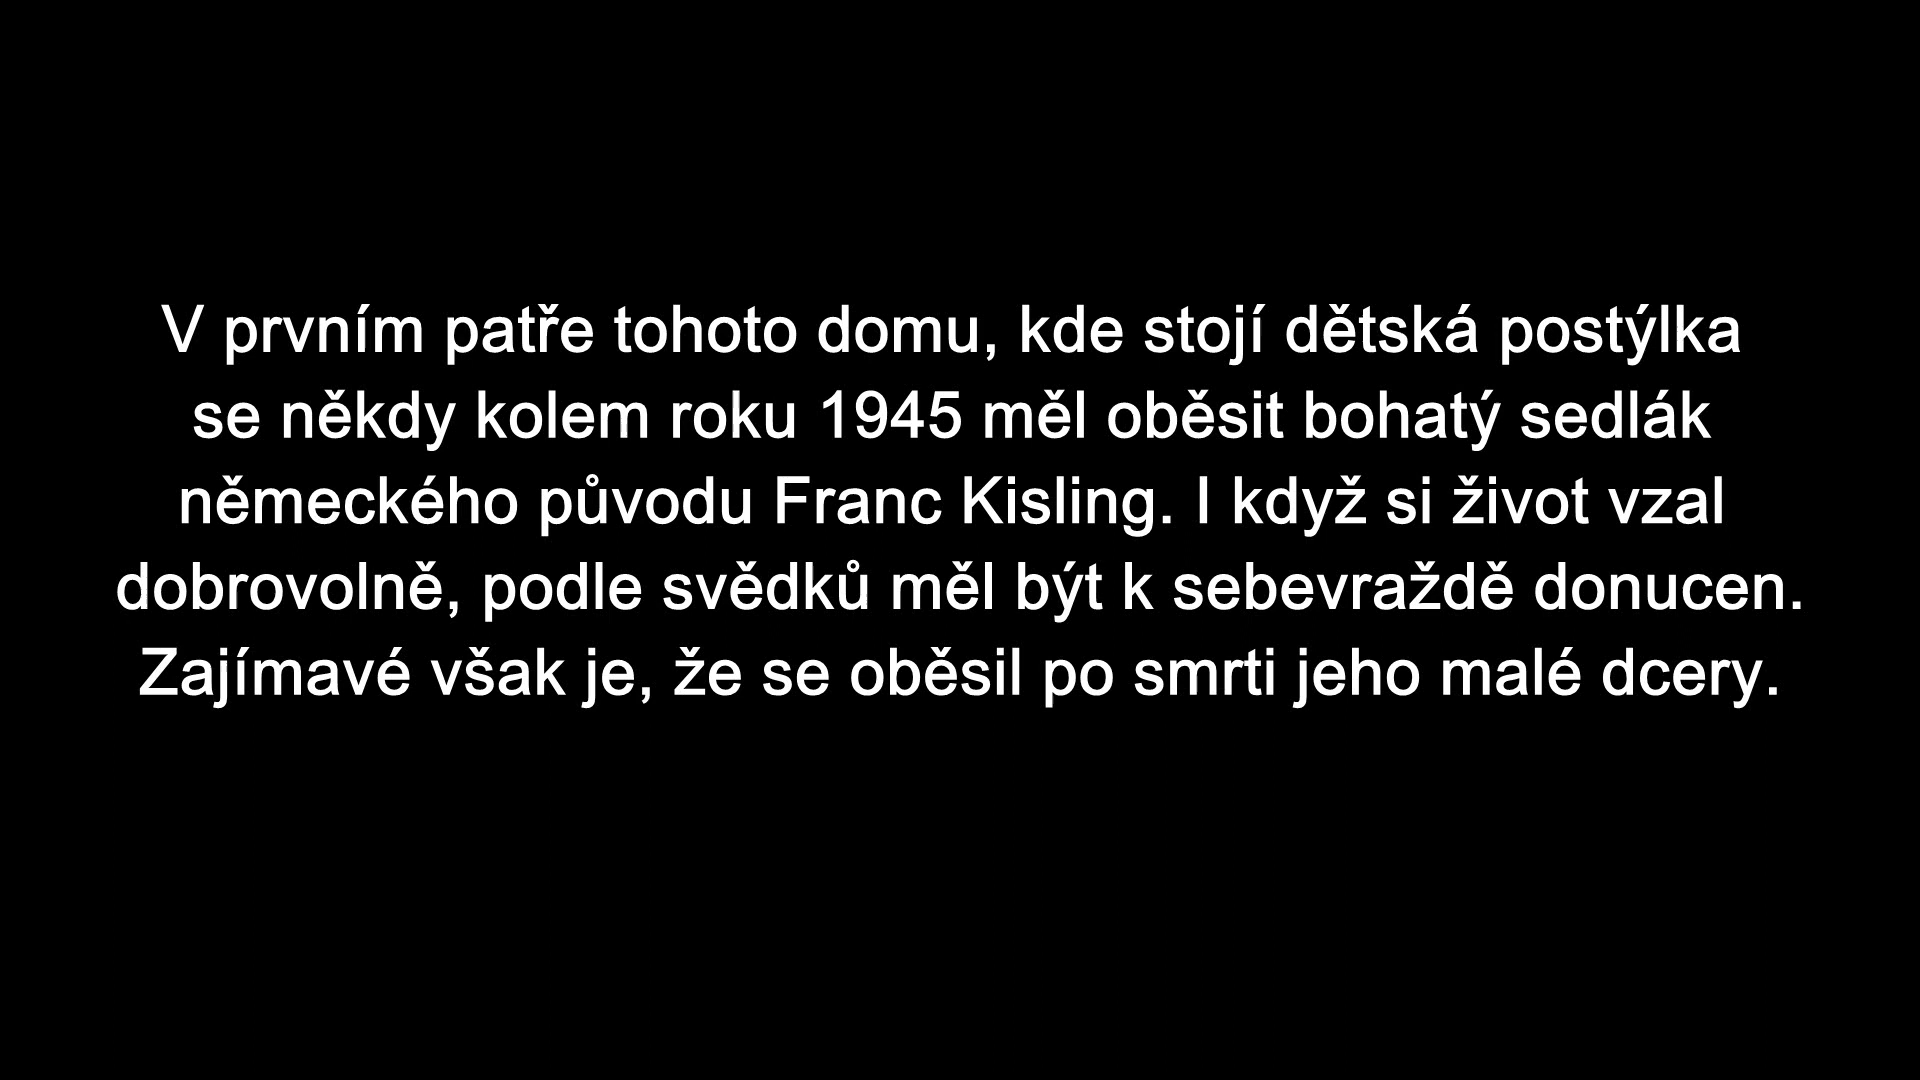 V prvním patře tohoto domu, kde stojí dětská postýlka
se někdy kolem roku 1945 měl oběsit bohatý sedlák
německého původu Franc Kisling. I když si život vzal
dobrovolně, podle svědků měl být k sebevraždě donucen.
Zajímavé však je, že se oběsil po smrti jeho malé dcery.